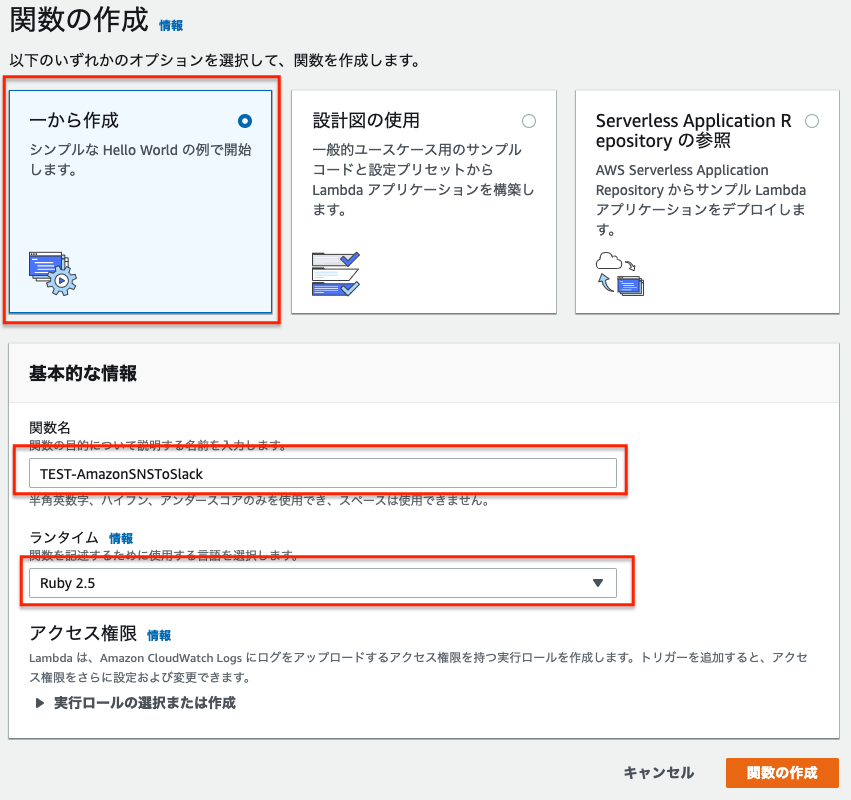 関数の作成 情報
以下のいずれかのオプションを選択して、関数を作成します。
一から作成
シンプルな Hello World の例で開始
します。
設計図の使用
一般的ユースケース用のサンプル
コードと設定プリセットから
Lambda アプリケーションを構築し
ます。
Serverless Application R
epository の参照
AWS Serverless Application
Repository からサンプル Lambda
アプリケーションをデプロイしま
す。
基本的な情報
関数名
関数の目的について説明する名前を入力します。
TEST-AmazonSNSToSlack
半角英数字、ハイフン、アンダースコアのみを使用でき、スペースは使用できません。
ランタイム 情報
関数を記述するために使用する言語を選択します。
Ruby 2.5
アクセス権限 情報
Lambda は、Amazon CloudWatch Logs にログをアップロードするアクセス権限を持つ実行ロールを作成します。トリガーを追加すると、アクセ
ス権限をさらに設定および変更できます。
実行ロールの選択または作成
キャンセル 関数の作成